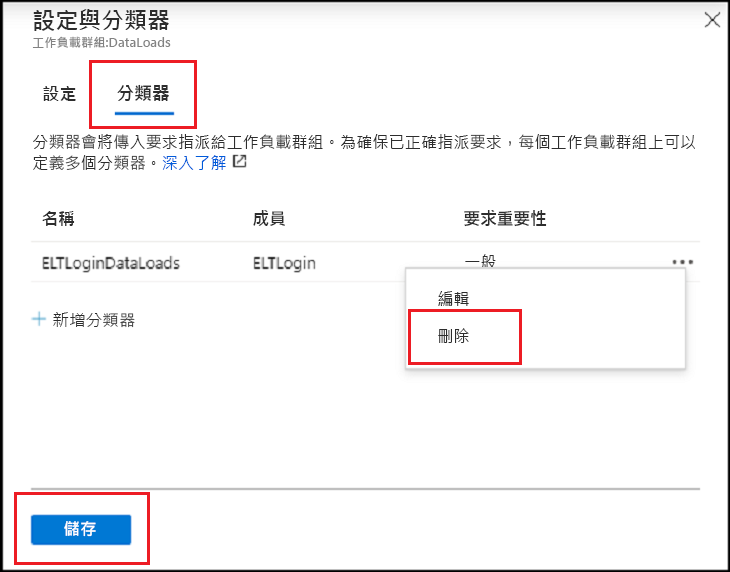 設定與分類器
工作負載群組:DataLoads
設定 分類器
分類器會將傳入要求指派給工作負載群組。為確保已正確指派要求，每個工作負載群組上可以
定義多個分類器。深入了解
名稱 成員 要求重要性
ELTLoginDataLoads ELTLogin 一般
編輯
新增分類器
刪除
儲存